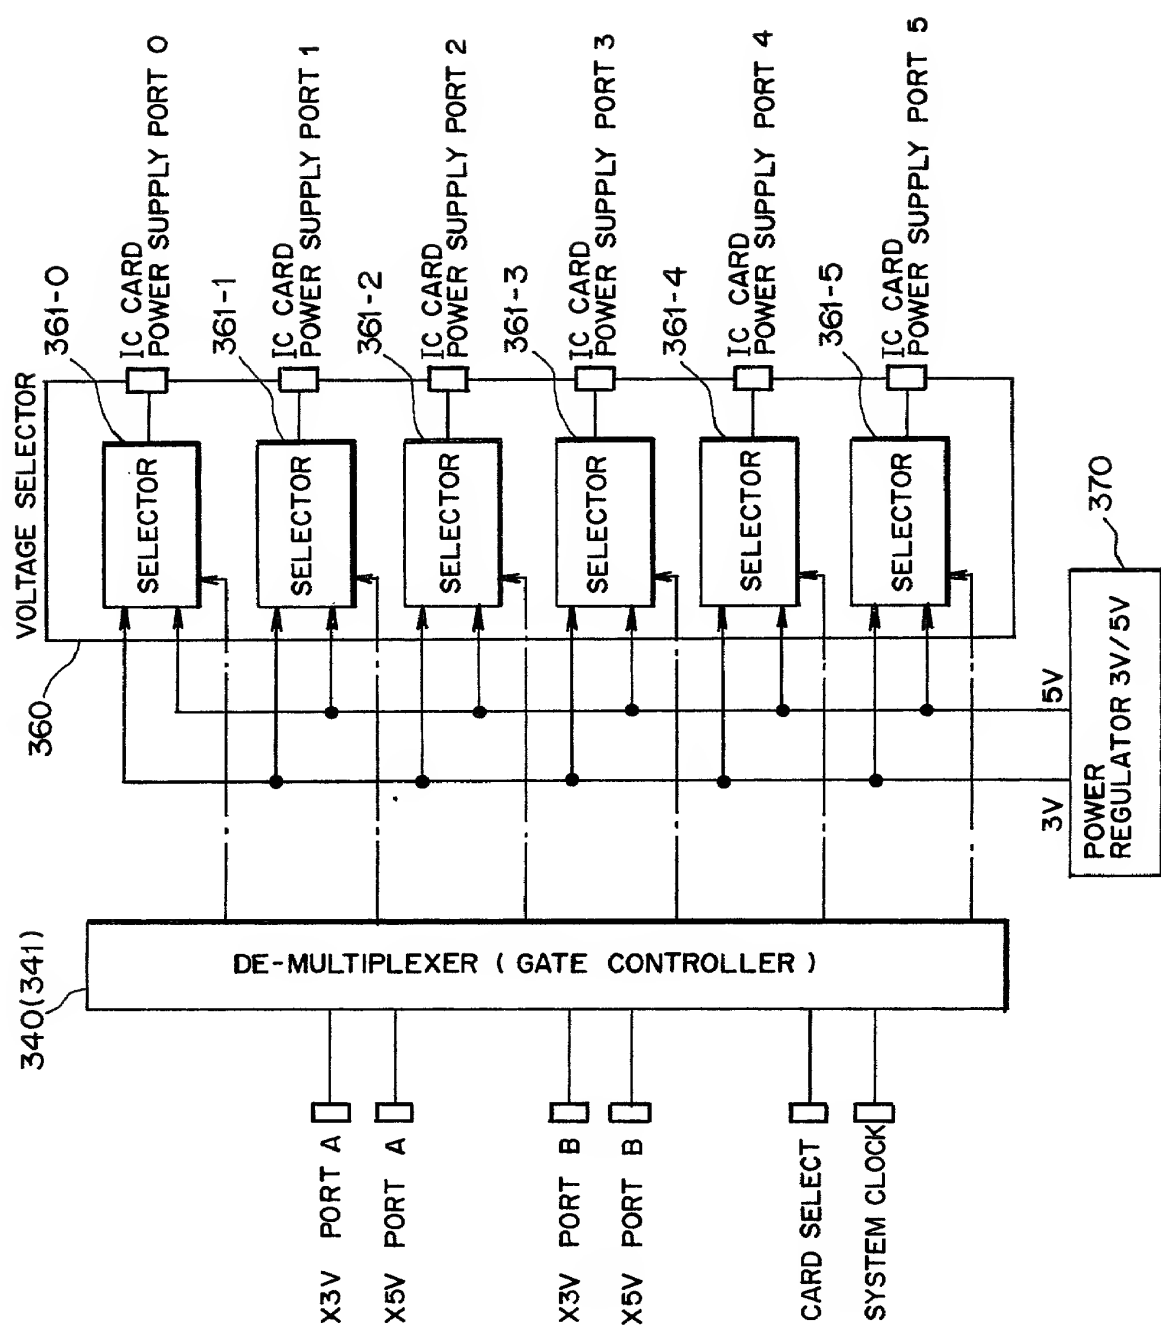 VOLTAGE SELECTOR
360
361-0
SELECTOR
IC CARD
POWER SUPPLY PORT 0
361-1
SELECTOR
IC CARD
POWER SUPPLY PORT 1
361-2
SELECTOR
IC CARD
POWER SUPPLY PORT 2
361-3
SELECTOR
IC CARD
POWER SUPPLY PORT 3
361-4
SELECTOR
IC CARD
POWER SUPPLY PORT 4
361-5
SELECTOR
IC CARD
POWER SUPPLY PORT 5
340(341)
DE-MULTIPLEXER (GATE CONTROLLER)
X3V PORT A
X5V PORT A
X3V PORT B
X5V PORT B
CARD SELECT
SYSTEM CLOCK
3V
5V
POWER
REGULATOR 3V/5V
370